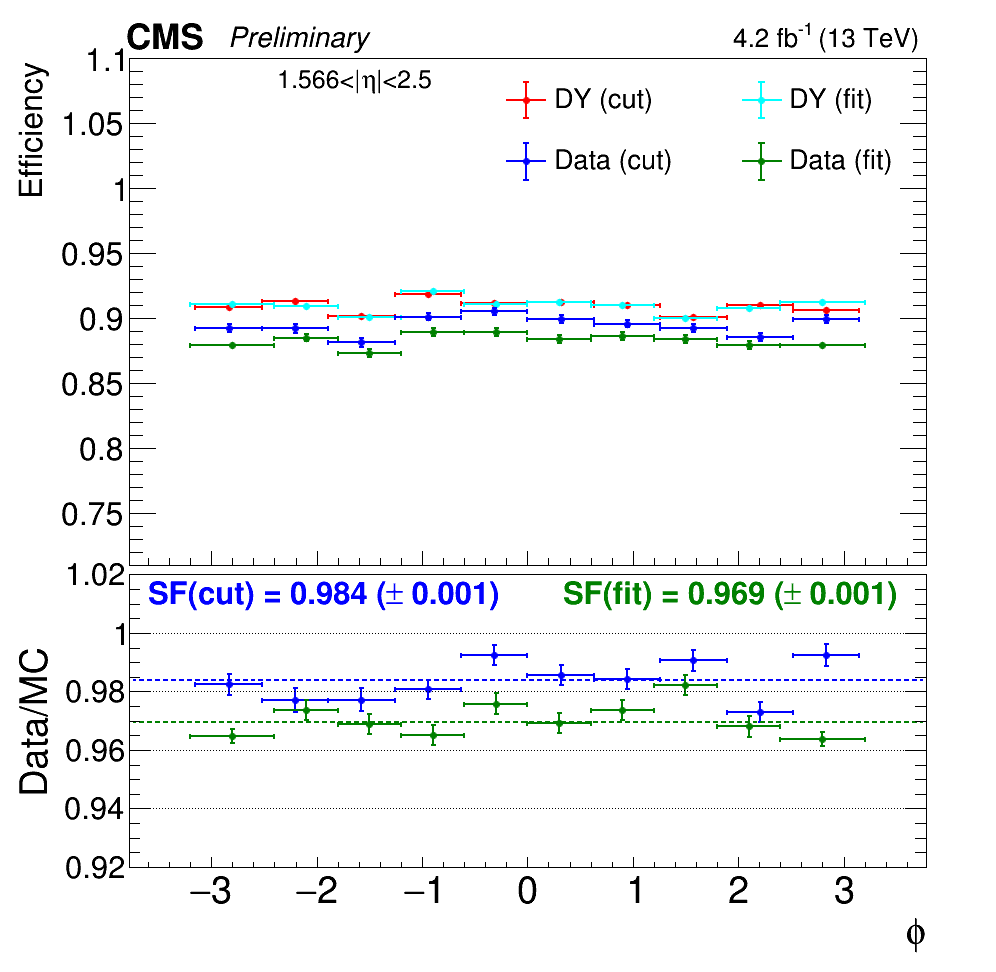 CMS Preliminary 4.2 fb-1 (13 TeV)
1.566<|η|<2.5
DY (cut) DY (fit)
Data (cut) Data (fit)
Efficiency
1.1
1.05
1
0.95
0.9
0.85
0.8
0.75
SF(cut) = 0.984 (± 0.001) SF(fit) = 0.969 (± 0.001)
Data/MC
1.02
1
0.98
0.96
0.94
0.92
−3 −2 −1 0 1 2 3
ϕ